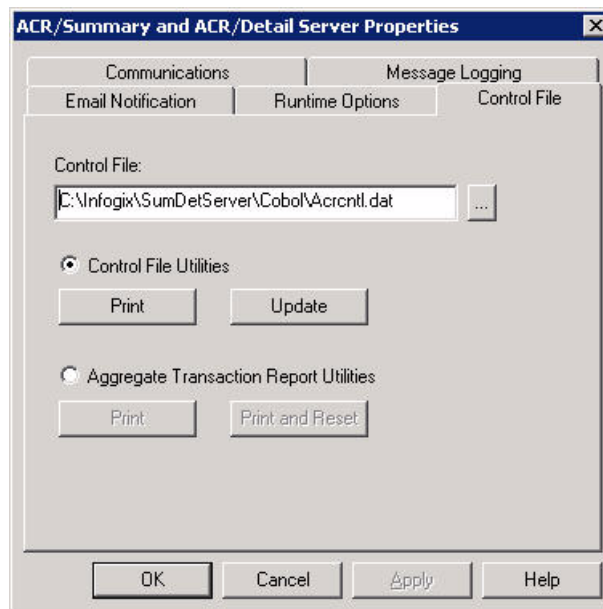 ACR/Summary and ACR/Detail Server Properties
Communications Message Logging
Email Notification Runtime Options Control File
Control File:
C:\Infogix\SumDetServer\Cobol\Acrcntl.dat ...
Control File Utilities
Print Update
Aggregate Transaction Report Utilities
Print Print and Reset
OK Cancel Apply Help